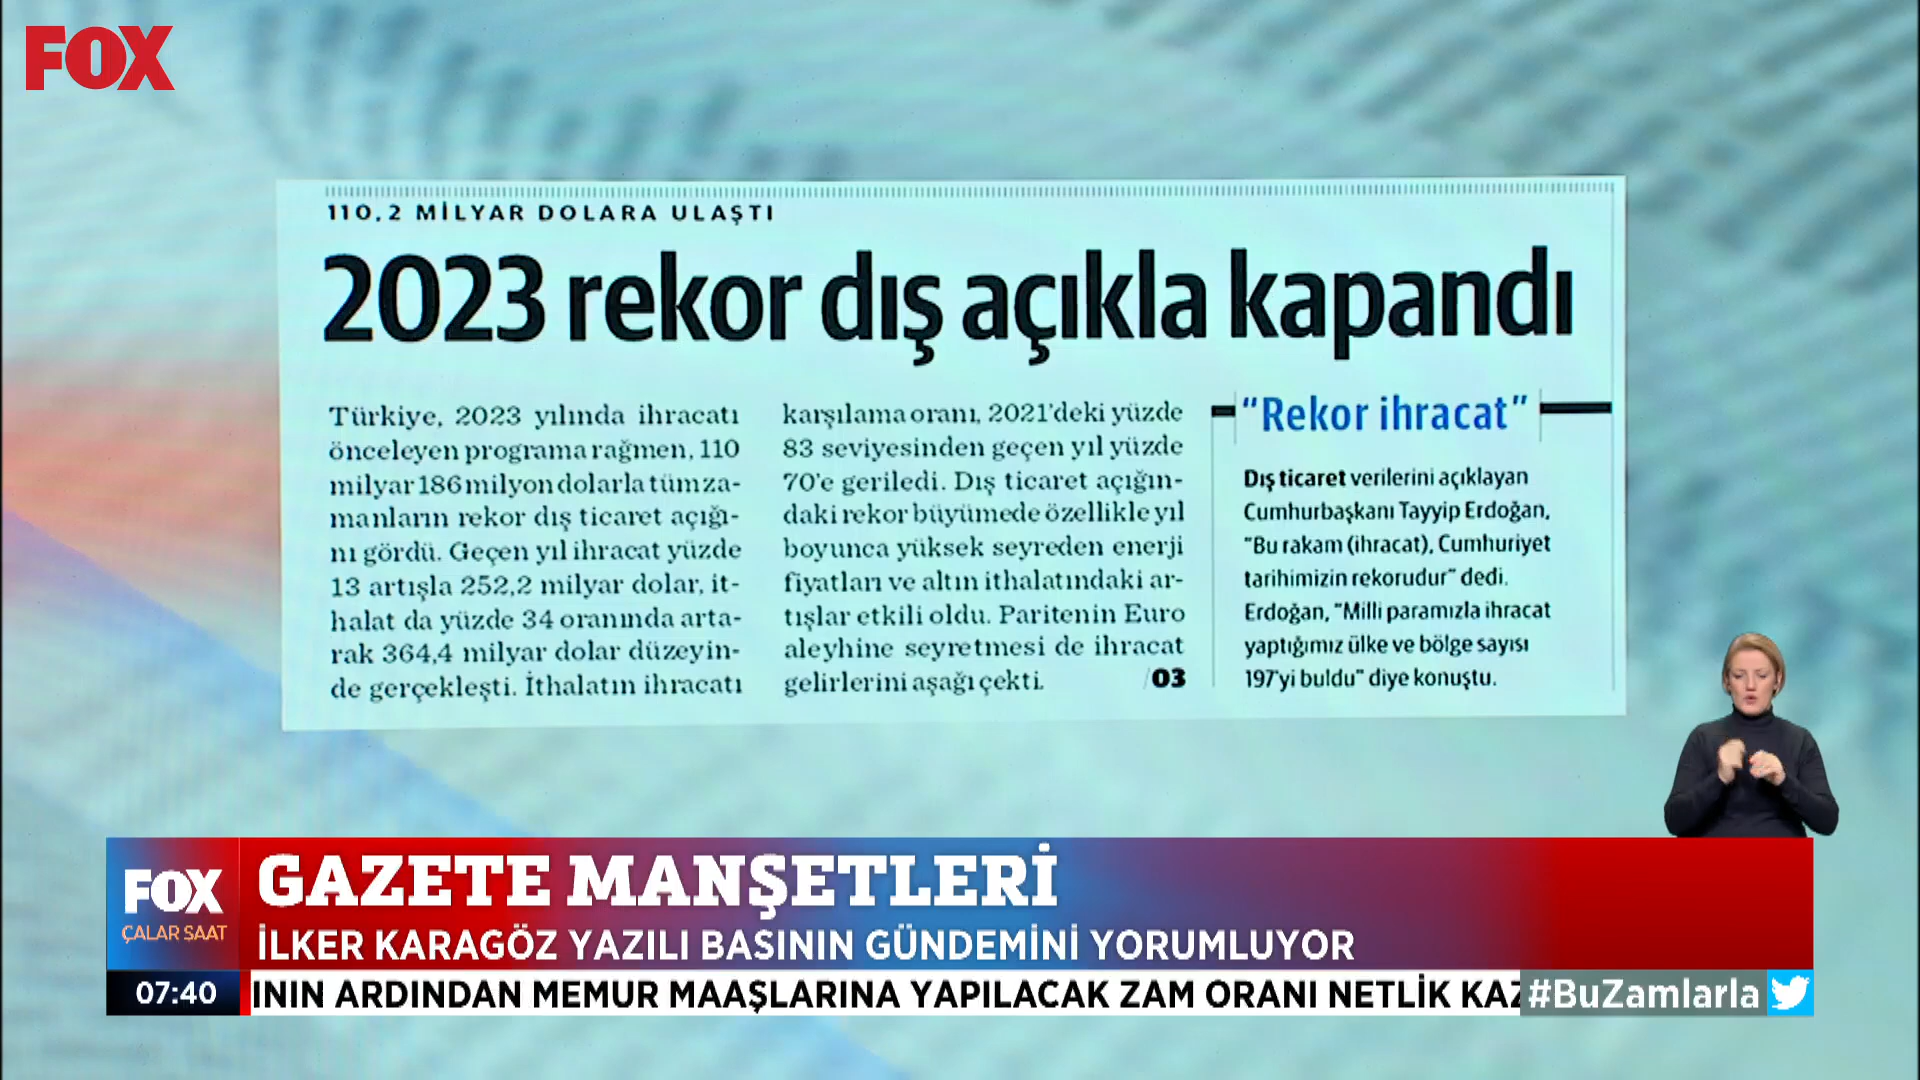 FOX
110,2 MİLYAR DOLARA ULAŞTI
2023 rekor dış açıkla kapandı
Türkiye, 2023 yılında ihracatı
önceleyen programa rağmen, 110
milyar 186 milyon dolarla tüm za-
manların rekor dış ticaret açığı-
nı gördü. Geçen yıl ihracat yüzde
13 artışla 252,2 milyar dolar, it-
halat da yüzde 34 oranında arta-
rak 364,4 milyar dolar düzeyin-
de gerçekleşti. İthalatın ihracatı
karşılama oranı, 2021'deki yüzde
83 seviyesinden geçen yıl yüzde
70'e geriledi. Dış ticaret açığın-
daki rekor büyümede özellikle yıl
boyunca yüksek seyreden enerji
fiyatları ve altın ithalatındaki ar-
tışlar etkili oldu. Paritenin Euro
aleyhine seyretmesi de ihracat
gelirlerini aşağı çekti. /03
"Rekor ihracat"
Dış ticaret verilerini açıklayan
Cumhurbaşkanı Tayyip Erdoğan,
"Bu rakam (ihracat), Cumhuriyet
tarihimizin rekorudur" dedi.
Erdoğan, "Milli paramızla ihracat
yaptığımız ülke ve bölge sayısı
197'yi buldu" diye konuştu.
FOX
ÇALAR SAAT
GAZETE MANŞETLERİ
İLKER KARAGÖZ YAZILI BASININ GÜNDEMİNİ YORUMLUYOR
07:40
ININ ARDINDAN MEMUR MAAŞLARINA YAPILACAK ZAM ORANI NETLİK KAZ
#BuZamlarla